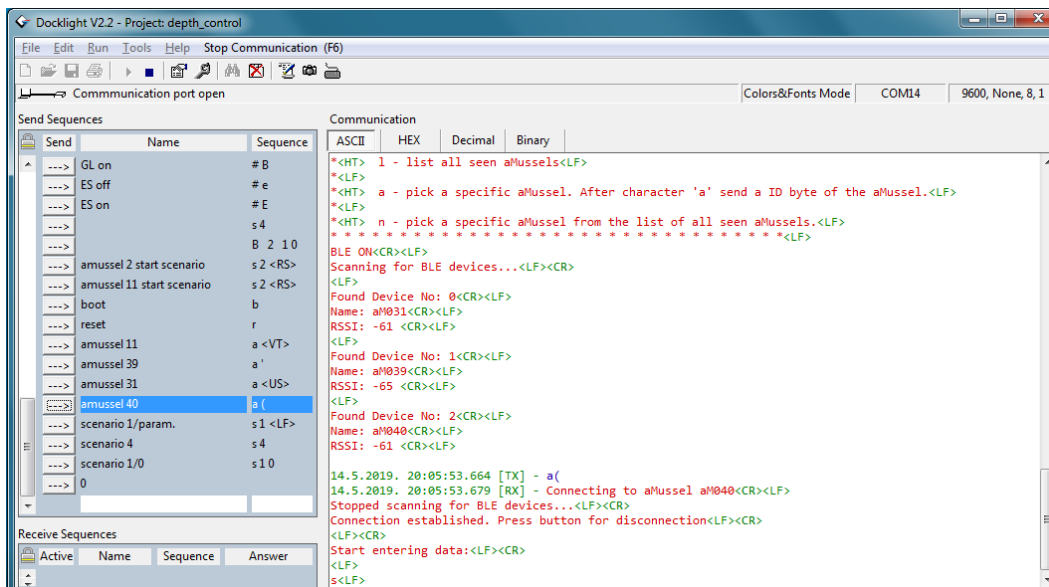 Docklight V2.2 - Project: depth_control
File Edit Run Tools Help Stop Communication (F6)
Commmunication port open
Colors&Fonts Mode COM14 9600, None, 8, 1
Send Sequences
Send Name Sequence
---> GL on # B
---> ES off # e
---> ES on # E
---> s 4
---> B 2 1 0
---> amussel 2 start scenario s 2 <RS>
---> amussel 11 start scenario s 2 <RS>
---> boot b
---> reset r
---> amussel 11 a <VT>
---> amussel 39 a '
---> amussel 31 a <US>
---> amussel 40 a (
---> scenario 1/param. s 1 <LF>
---> scenario 4 s 4
---> scenario 1/0 s 1 0
---> 0
Receive Sequences
Active Name Sequence Answer
Communication
ASCII HEX Decimal Binary
*<HT> l - list all seen aMussels<LF>
*<LF>
*<HT> a - pick a specific aMussel. After character 'a' send a ID byte of the aMussel.<LF>
*<LF>
*<HT> n - pick a specific aMussel from the list of all seen aMussels.<LF>
* * * * * * * * * * * * * * * * * * * * * * * * * * * * * * * * *<LF>
BLE ON<CR><LF>
Scanning for BLE devices...<LF><CR>
<LF>
Found Device No: 0<CR><LF>
Name: aM031<CR><LF>
RSSI: -61 <CR><LF>
<LF>
Found Device No: 1<CR><LF>
Name: aM039<CR><LF>
RSSI: -65 <CR><LF>
<LF>
Found Device No: 2<CR><LF>
Name: aM040<CR><LF>
RSSI: -61 <CR><LF>
14.5.2019. 20:05:53.664 [TX] - a(
14.5.2019. 20:05:53.679 [RX] - Connecting to aMussel aM040<CR><LF>
Stopped scanning for BLE devices...<LF><CR>
Connection established. Press button for disconnection<LF><CR>
<LF><CR>
Start entering data:<LF><CR>
<LF>
s<LF>